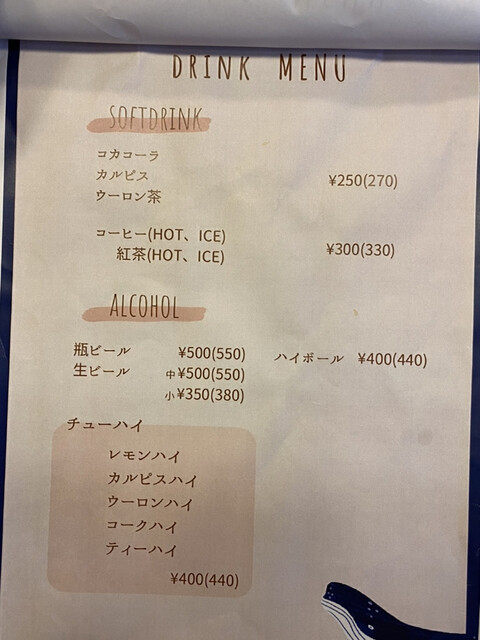 DRINK MENU
SOFTDRINK
コカコーラ
カルピス ¥250(270)
ウーロン茶
コーヒー(HOT、ICE)
紅茶(HOT、ICE) ¥300(330)
ALCOHOL
瓶ビール ¥500(550) ハイボール ¥400(440)
生ビール 中¥500(550)
小¥350(380)
チューハイ
レモンハイ
カルピスハイ
ウーロンハイ
コークハイ
ティーハイ
¥400(440)